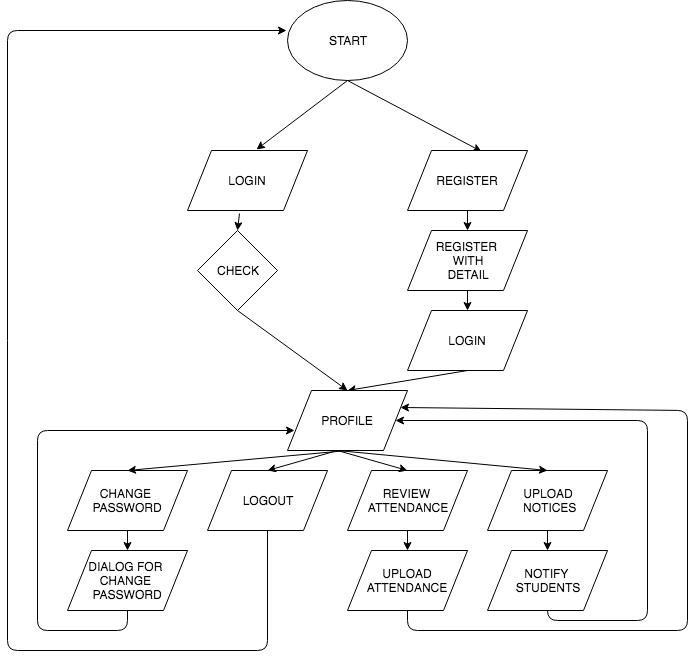 START
LOGIN
REGISTER
CHECK
REGISTER
WITH
DETAIL
LOGIN
PROFILE
CHANGE
PASSWORD
LOGOUT
REVIEW
ATTENDANCE
UPLOAD
NOTICES
DIALOG FOR
CHANGE
PASSWORD
UPLOAD
ATTENDANCE
NOTIFY
STUDENTS